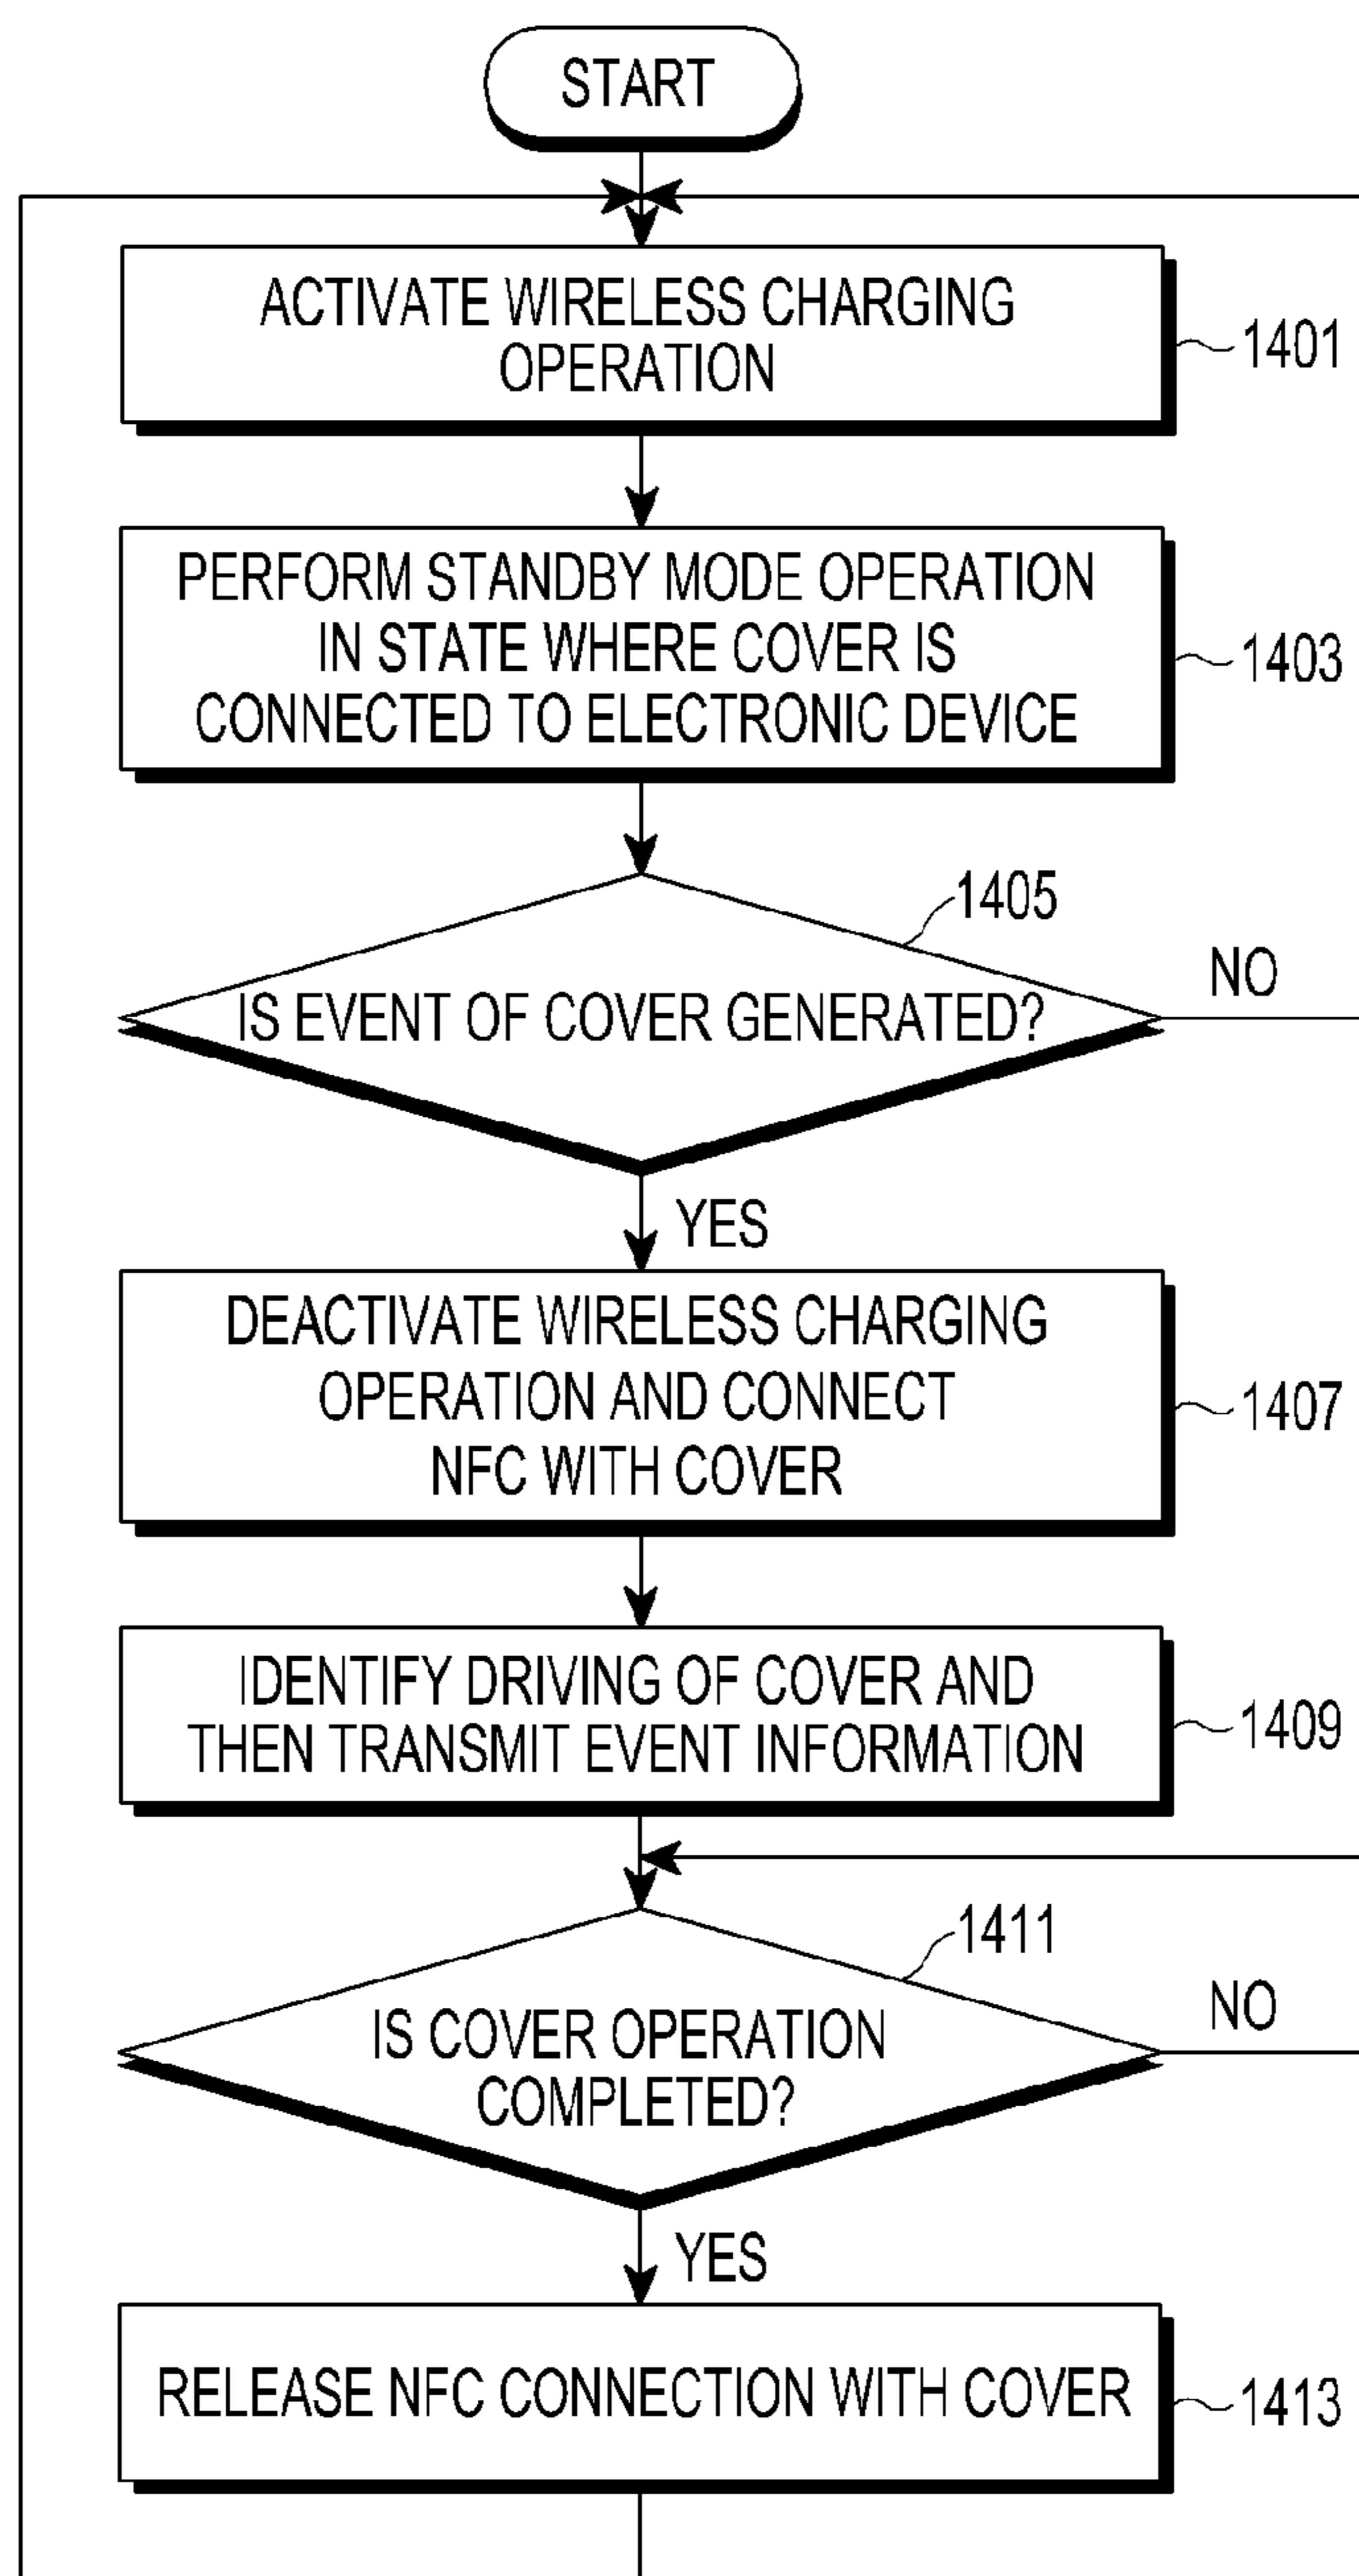 START
ACTIVATE WIRELESS CHARGING
OPERATION
1401
PERFORM STANDBY MODE OPERATION
IN STATE WHERE COVER IS
CONNECTED TO ELECTRONIC DEVICE
1403
1405
IS EVENT OF COVER GENERATED?
NO
YES
DEACTIVATE WIRELESS CHARGING
OPERATION AND CONNECT
NFC WITH COVER
1407
IDENTIFY DRIVING OF COVER AND
THEN TRANSMIT EVENT INFORMATION
1409
1411
IS COVER OPERATION
COMPLETED?
NO
YES
RELEASE NFC CONNECTION WITH COVER
1413